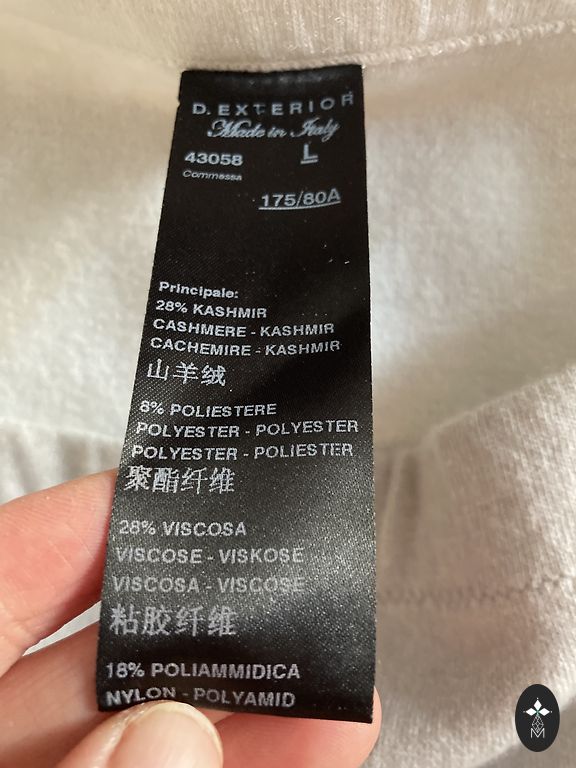 D. EXTERIOR
Made in Italy
43058 L
Commessa
175/80A
Principale:
28% KASHMIR
CASHMERE - KASHMIR
CACHEMIRE - KASHMIR
山羊绒
8% POLIESTERE
POLYESTER - POLYESTER
POLYESTER - POLIESTER
聚酯纤维
28% VISCOSA
VISCOSE - VISKOSE
VISCOSA - VISCOSE
粘胶纤维
18% POLIAMMIDICA
NYLON - POLYAMID
M